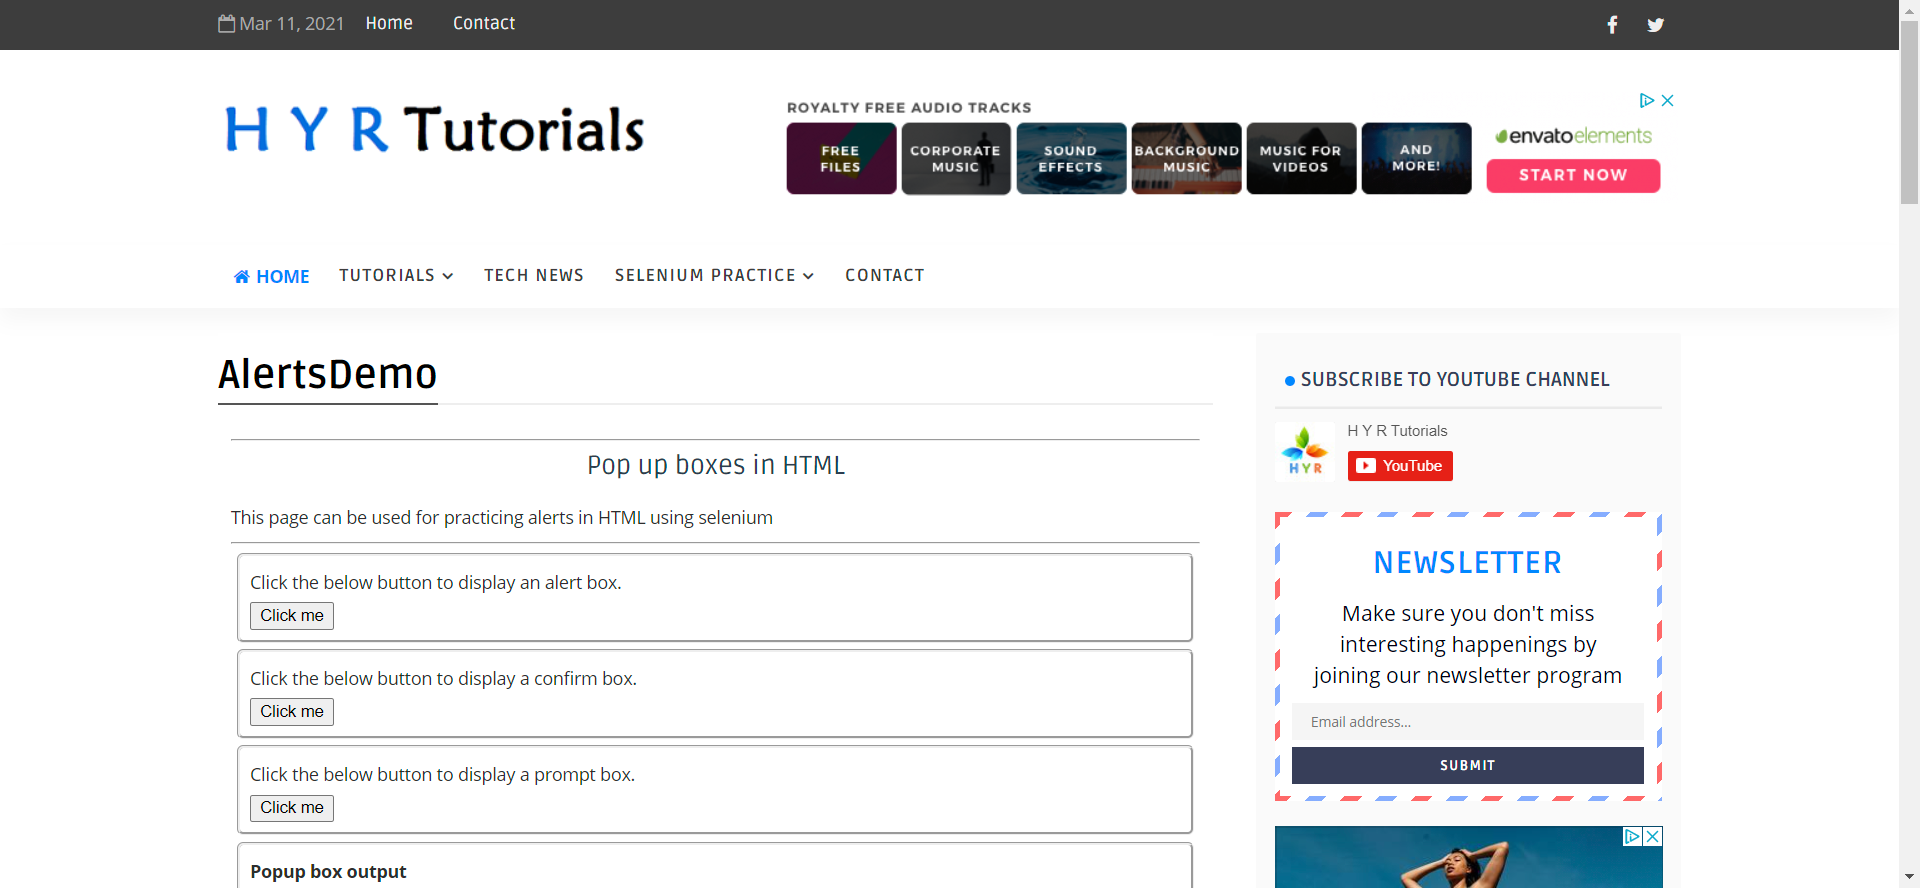 Mar 11, 2021 Home Contact
H Y R Tutorials
ROYALTY FREE AUDIO TRACKS
FREE FILES
CORPORATE MUSIC
SOUND EFFECTS
BACKGROUND MUSIC
MUSIC FOR VIDEOS
AND MORE!
envatoelements
START NOW
HOME TUTORIALS TECH NEWS SELENIUM PRACTICE CONTACT
AlertsDemo
Pop up boxes in HTML
This page can be used for practicing alerts in HTML using selenium
Click the below button to display an alert box.
Click me
Click the below button to display a confirm box.
Click me
Click the below button to display a prompt box.
Click me
Popup box output
SUBSCRIBE TO YOUTUBE CHANNEL
HYR
H Y R Tutorials
YouTube
NEWSLETTER
Make sure you don't miss
interesting happenings by
joining our newsletter program
Email address...
SUBMIT